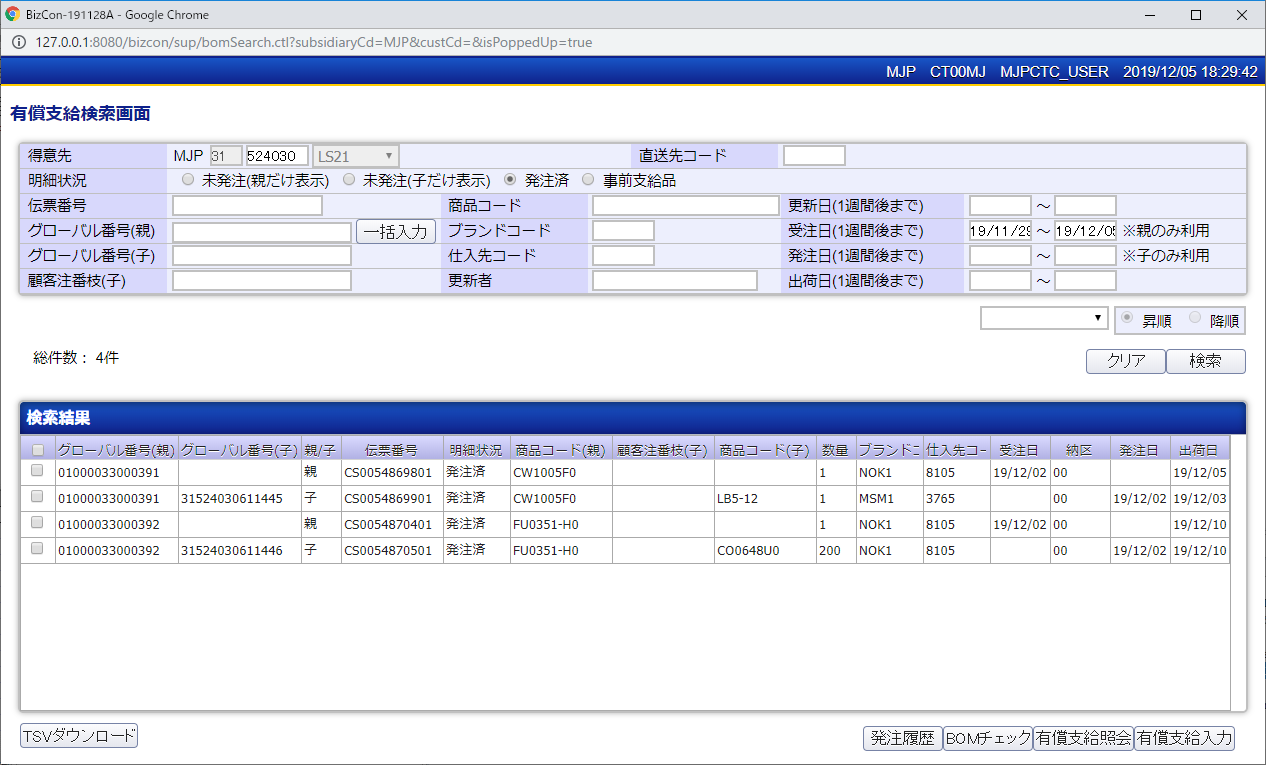 BizCon-191128A - Google Chrome
127.0.0.1:8080/bizcon/sup/bomSearch.ctl?subsidiaryCd=MJP&custCd=&isPoppedUp=true
MJP CT00MJ MJPCTC_USER 2019/12/05 18:29:42
有償支給検索画面
得意先 MJP 31 524030 LS21 直送先コード
明細状況 未発注(親だけ表示) 未発注(子だけ表示) 発注済 事前支給品
伝票番号 商品コード 更新日(1週間後まで) ～
グローバル番号(親) 一括入力 ブランドコード 受注日(1週間後まで) 19/11/29 ～ 19/12/05 ※親のみ利用
グローバル番号(子) 仕入先コード 発注日(1週間後まで) ～ ※子のみ利用
顧客注番枝(子) 更新者 出荷日(1週間後まで) ～
昇順 降順
総件数： 4件 クリア 検索
検索結果
グローバル番号(親) グローバル番号(子) 親/子 伝票番号 明細状況 商品コード(親) 顧客注番枝(子) 商品コード(子) 数量 ブランドコ 仕入先コー 受注日 納区 発注日 出荷日
01000033000391 親 CS0054869801 発注済 CW1005F0 1 NOK1 8105 19/12/02 00 19/12/05
01000033000391 31524030611445 子 CS0054869901 発注済 CW1005F0 LB5-12 1 MSM1 3765 00 19/12/02 19/12/03
01000033000392 親 CS0054870401 発注済 FU0351-H0 1 NOK1 8105 19/12/02 00 19/12/10
01000033000392 31524030611446 子 CS0054870501 発注済 FU0351-H0 CO0648U0 200 NOK1 8105 00 19/12/02 19/12/10
TSVダウンロード 発注履歴 BOMチェック 有償支給照会 有償支給入力